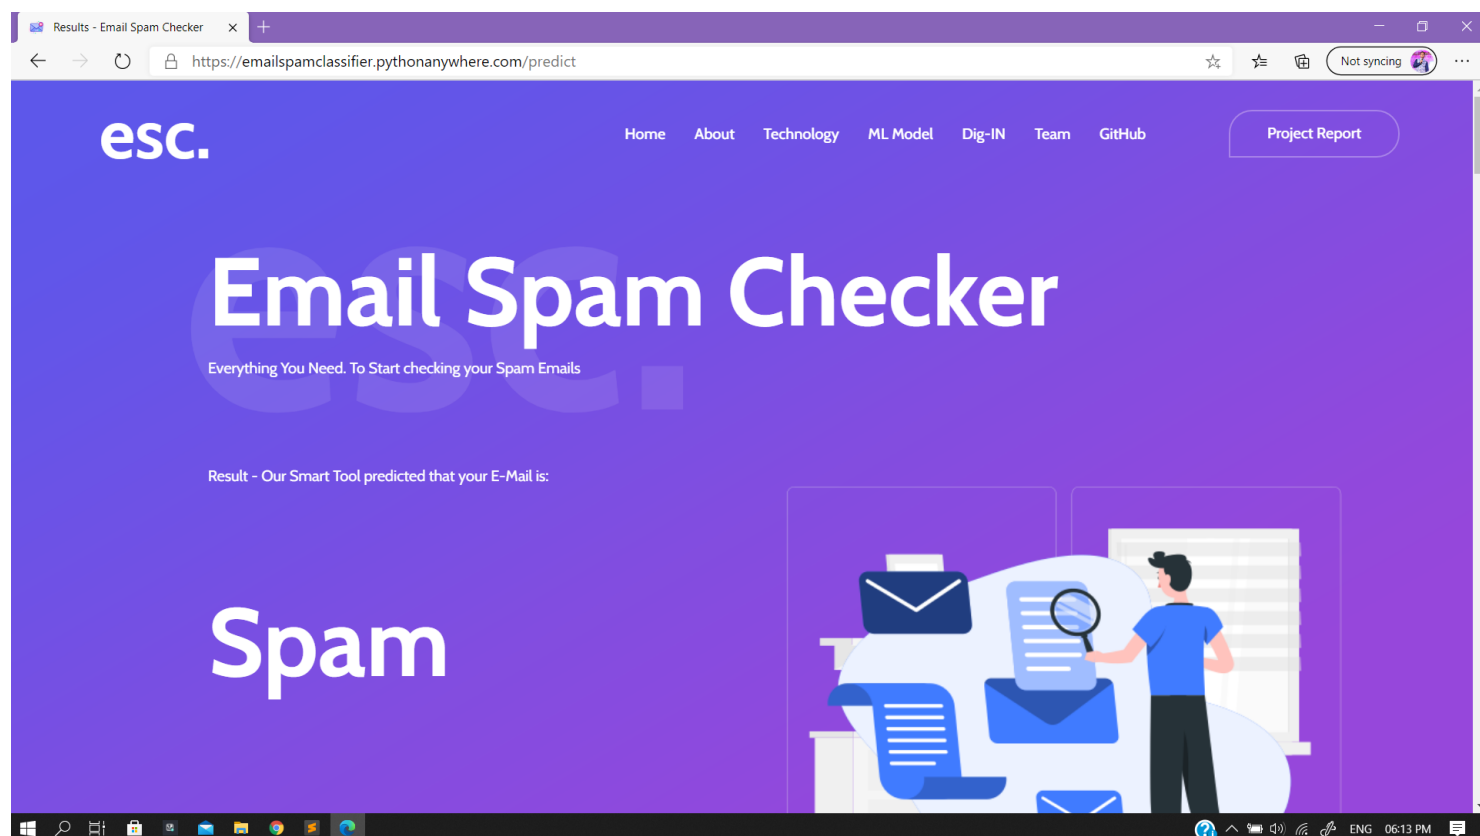 Results - Email Spam Checker
https://emailspamclassifier.pythonanywhere.com/predict
Not syncing
esc.
Home About Technology ML Model Dig-IN Team GitHub Project Report
esc.
Email Spam Checker
Everything You Need. To Start checking your Spam Emails
Result - Our Smart Tool predicted that your E-Mail is:
Spam
ENG 06:13 PM